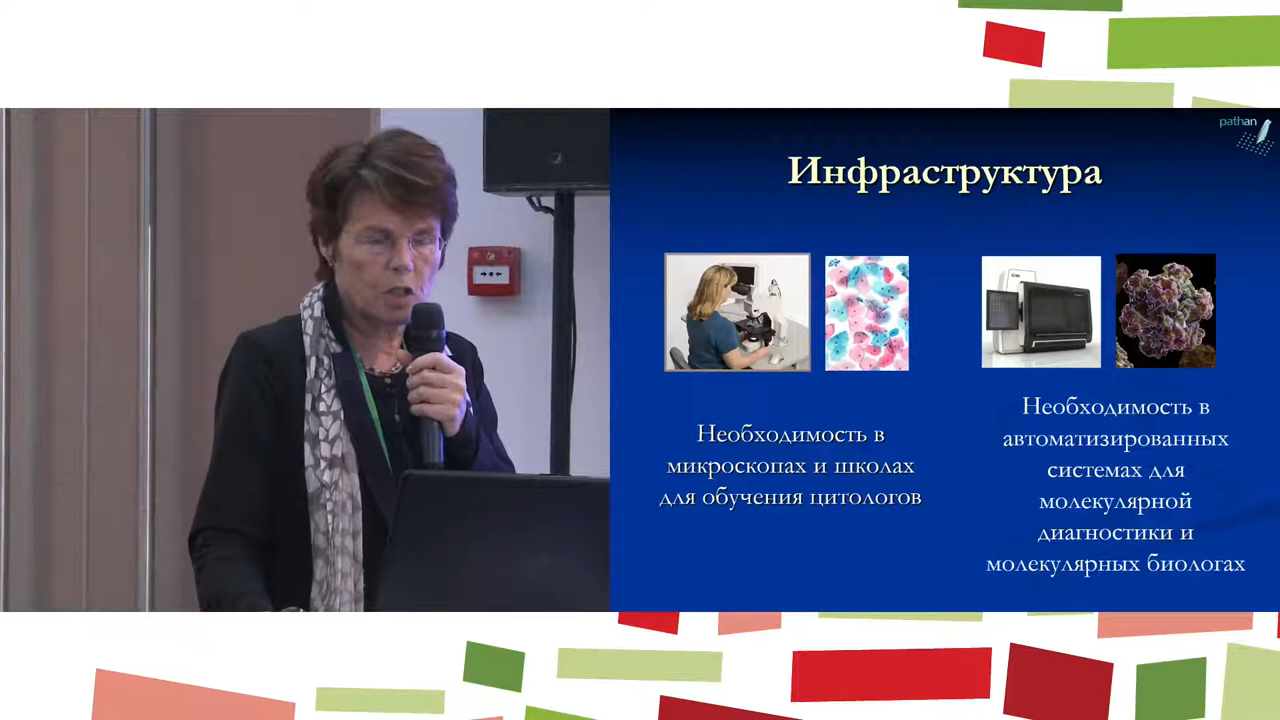 pathan
Инфраструктура
Необходимость в
микроскопах и школах
для обучения цитологов
Необходимость в
автоматизированных
системах для
молекулярной
диагностики и
молекулярных биологах